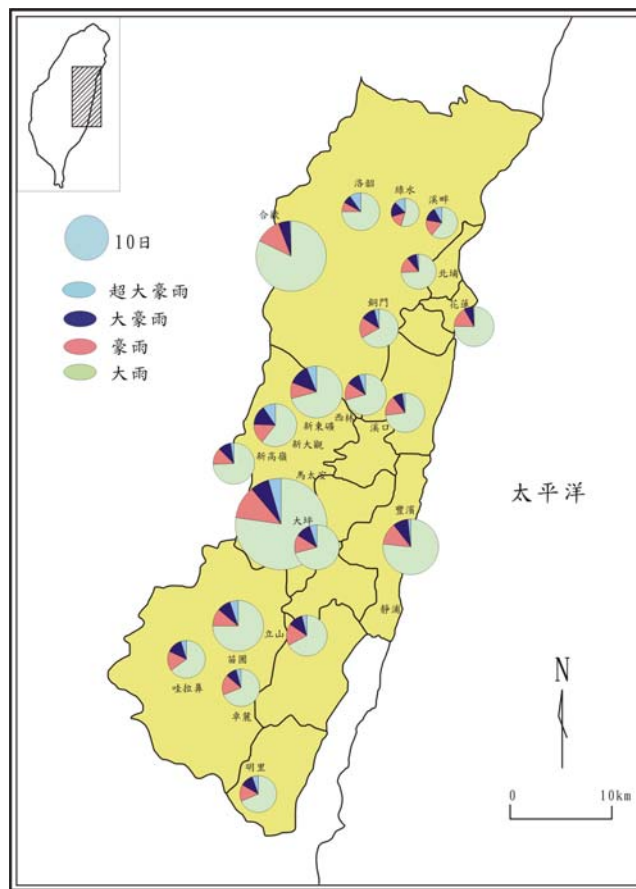 洛韶
綠水
溪畔
合歡
10日
北埔
超大豪雨
大豪雨
銅門
花蓮
豪雨
大雨
西林
新東礦
溪口
新大觀
新高嶺
馬太安
太平洋
豐濱
大坪
靜浦
立山
苗圃
N
哇拉鼻
卓麓
明里
0 10km